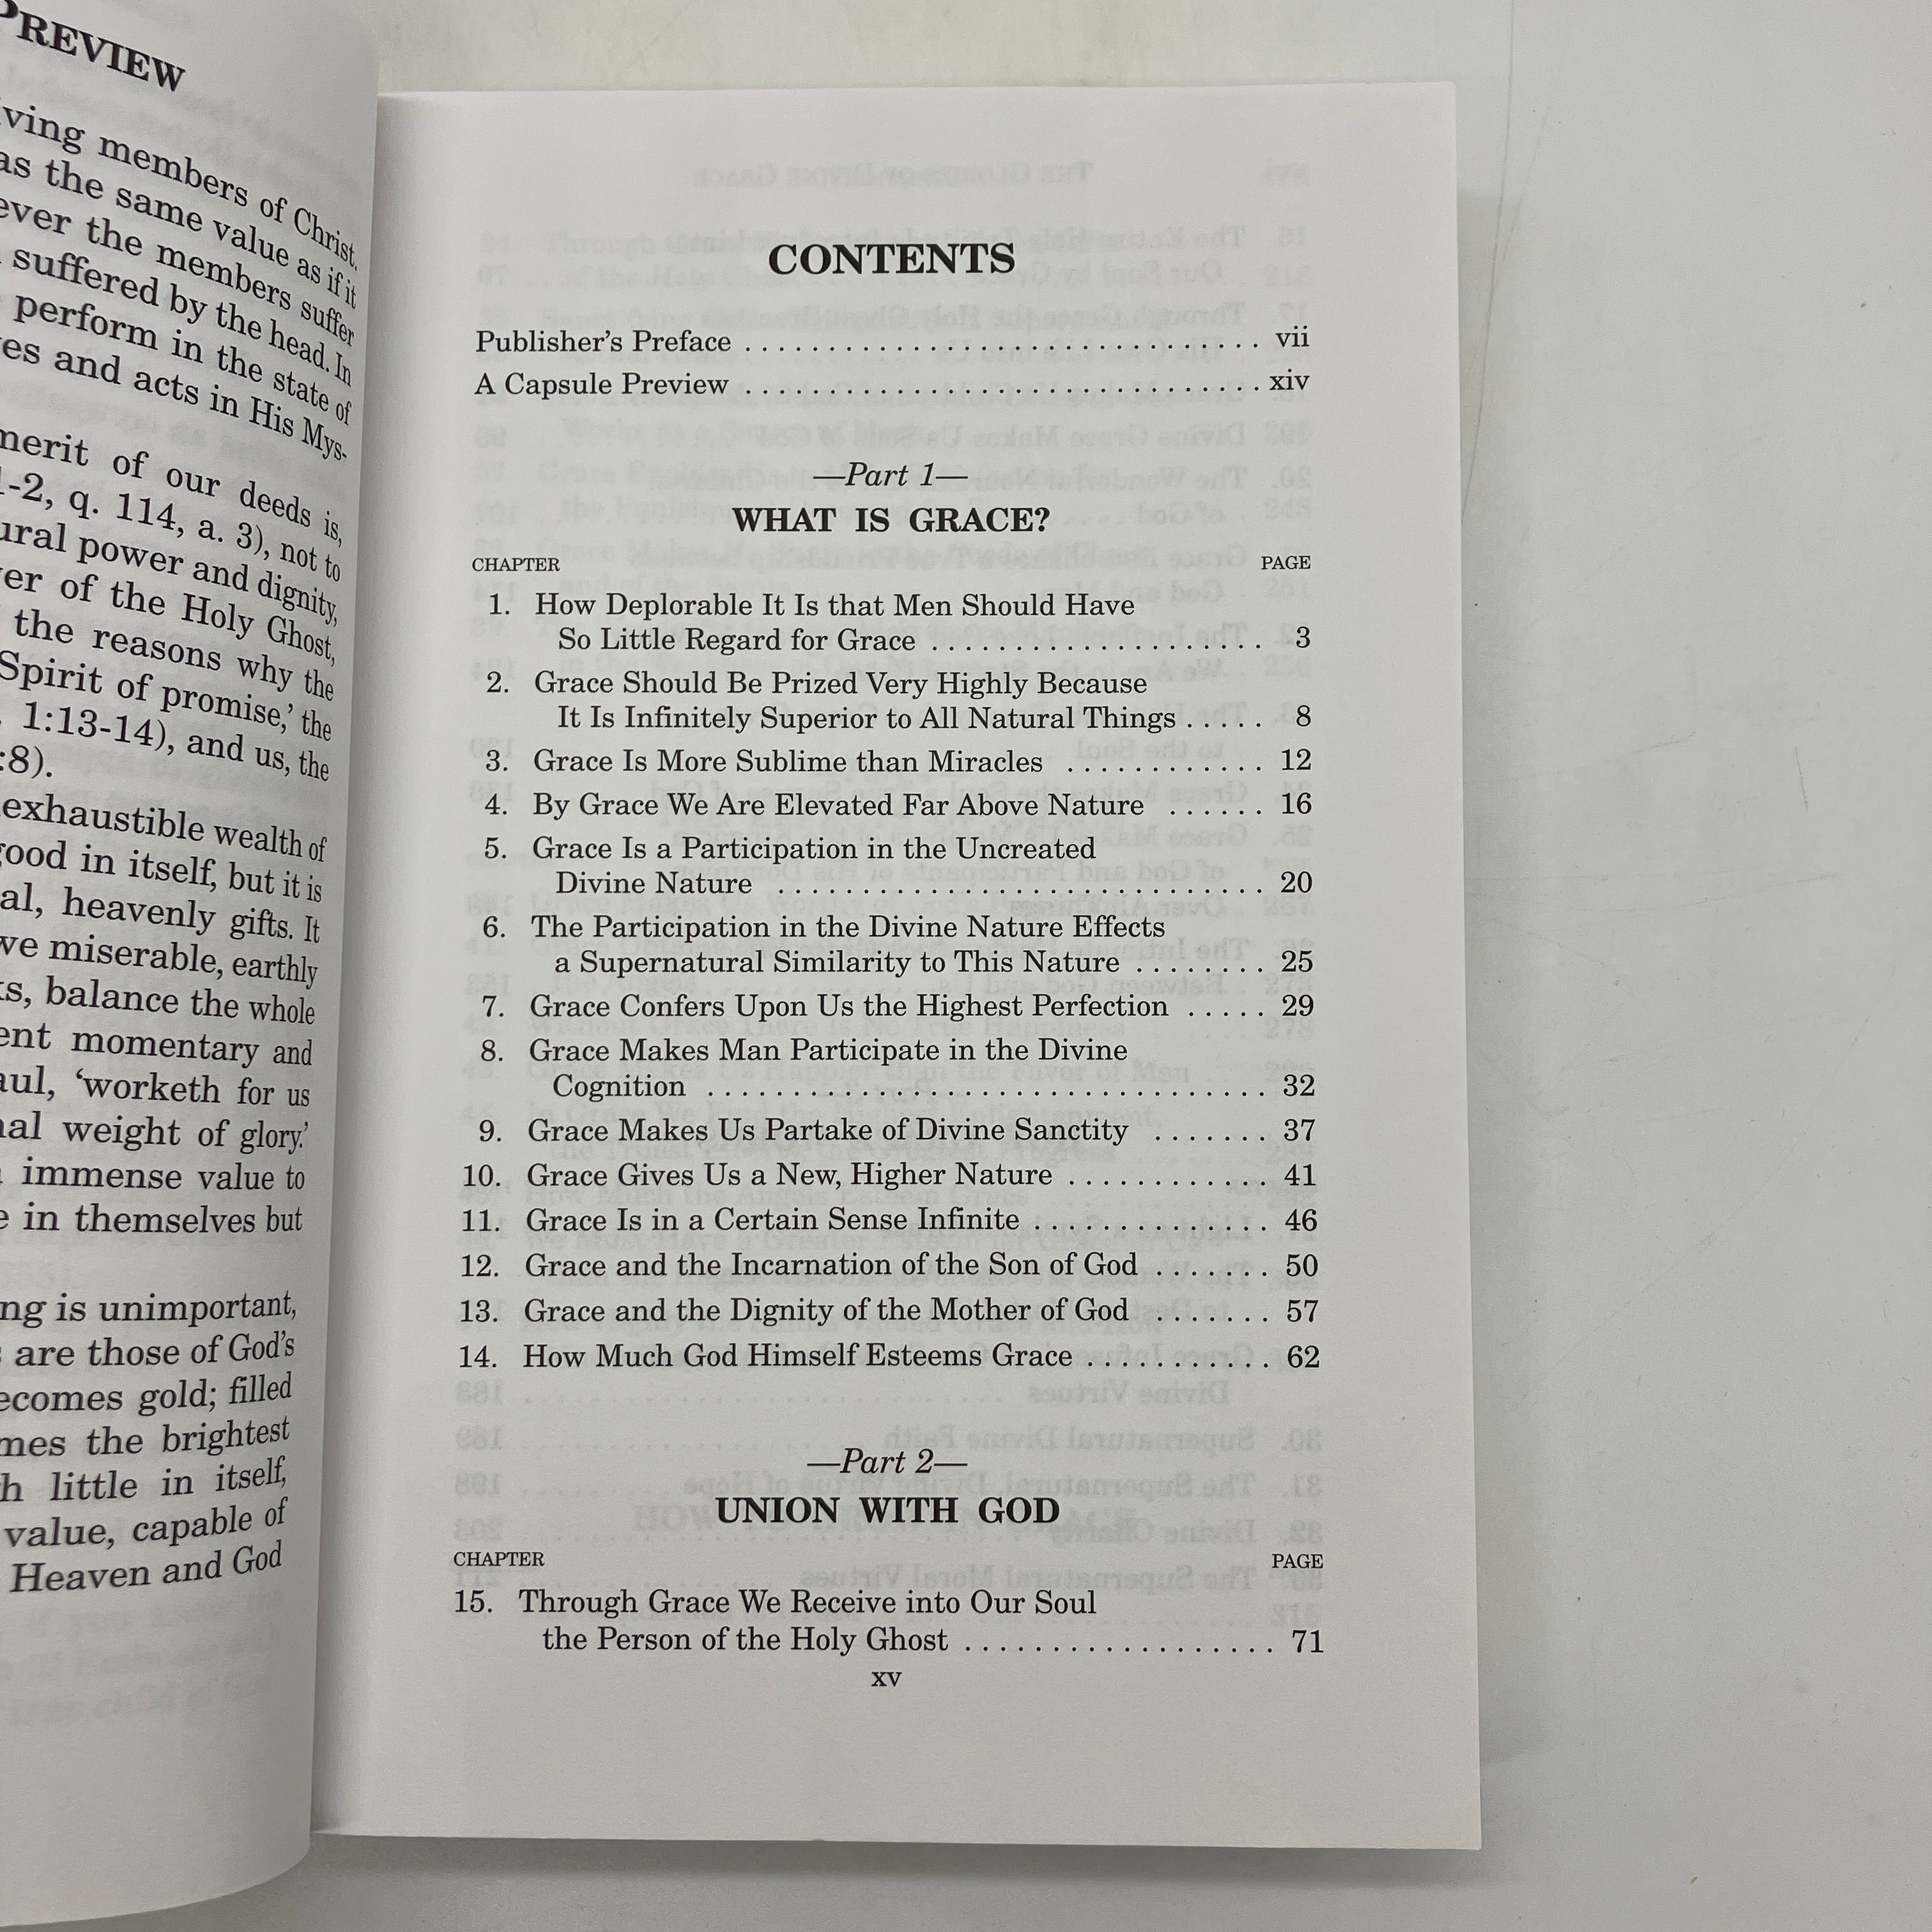 PREVIEW
members of Christ.
as the same value as if it
ever the members suffer
suffered by the head. In
perform in the state of
and acts in His Mys-
merit of our deeds is,
1-2, q. 114, a. 3), not to
power and dignity,
of the Holy Ghost,
the reasons why the
Spirit of promise,' the
1:13-14), and us, the
:8).
exhaustible wealth of
good in itself, but it is
heavenly gifts. It
we miserable, earthly
balance the whole
momentary and
'worketh for us
weight of glory.'
immense value to
in themselves but
is unimportant,
are those of God's
becomes gold; filled
the brightest
little in itself,
value, capable of
Heaven and God
CONTENTS
Publisher's Preface . . . . . . . . . . . . . . . . . . . . . . . . . . . . . . . vii
A Capsule Preview . . . . . . . . . . . . . . . . . . . . . . . . . . . . . . . xiv
—Part 1—
WHAT IS GRACE?
CHAPTER PAGE
1. How Deplorable It Is that Men Should Have
So Little Regard for Grace . . . . . . . . . . . . . . . . . . . . 3
2. Grace Should Be Prized Very Highly Because
It Is Infinitely Superior to All Natural Things . . . . . 8
3. Grace Is More Sublime than Miracles . . . . . . . . . . . . 12
4. By Grace We Are Elevated Far Above Nature . . . . . . 16
5. Grace Is a Participation in the Uncreated
Divine Nature . . . . . . . . . . . . . . . . . . . . . . . . . . . . . 20
6. The Participation in the Divine Nature Effects
a Supernatural Similarity to This Nature . . . . . . . . 25
7. Grace Confers Upon Us the Highest Perfection . . . . . 29
8. Grace Makes Man Participate in the Divine
Cognition . . . . . . . . . . . . . . . . . . . . . . . . . . . . . . . . . 32
9. Grace Makes Us Partake of Divine Sanctity . . . . . . . 37
10. Grace Gives Us a New, Higher Nature . . . . . . . . . . . . 41
11. Grace Is in a Certain Sense Infinite . . . . . . . . . . . . . . 46
12. Grace and the Incarnation of the Son of God . . . . . . . 50
13. Grace and the Dignity of the Mother of God . . . . . . . 57
14. How Much God Himself Esteems Grace . . . . . . . . . . . 62
—Part 2—
UNION WITH GOD
CHAPTER PAGE
15. Through Grace We Receive into Our Soul
the Person of the Holy Ghost . . . . . . . . . . . . . . . . . . 71
xv